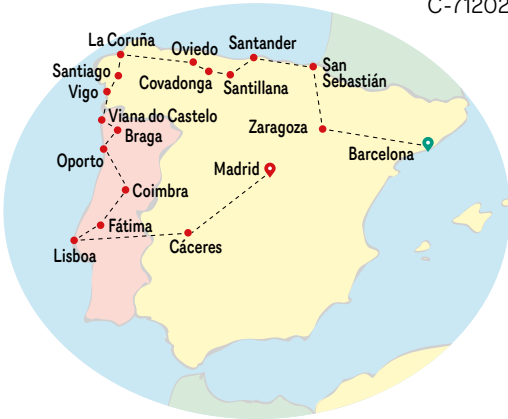 C-71202
La Coruña
Oviedo
Santander
Santiago
Covadonga
San
Sebastián
Santillana
Vigo
Viana do Castelo
Braga
Zaragoza
Barcelona
Oporto
Madrid
Coimbra
Fátima
Cáceres
Lisboa